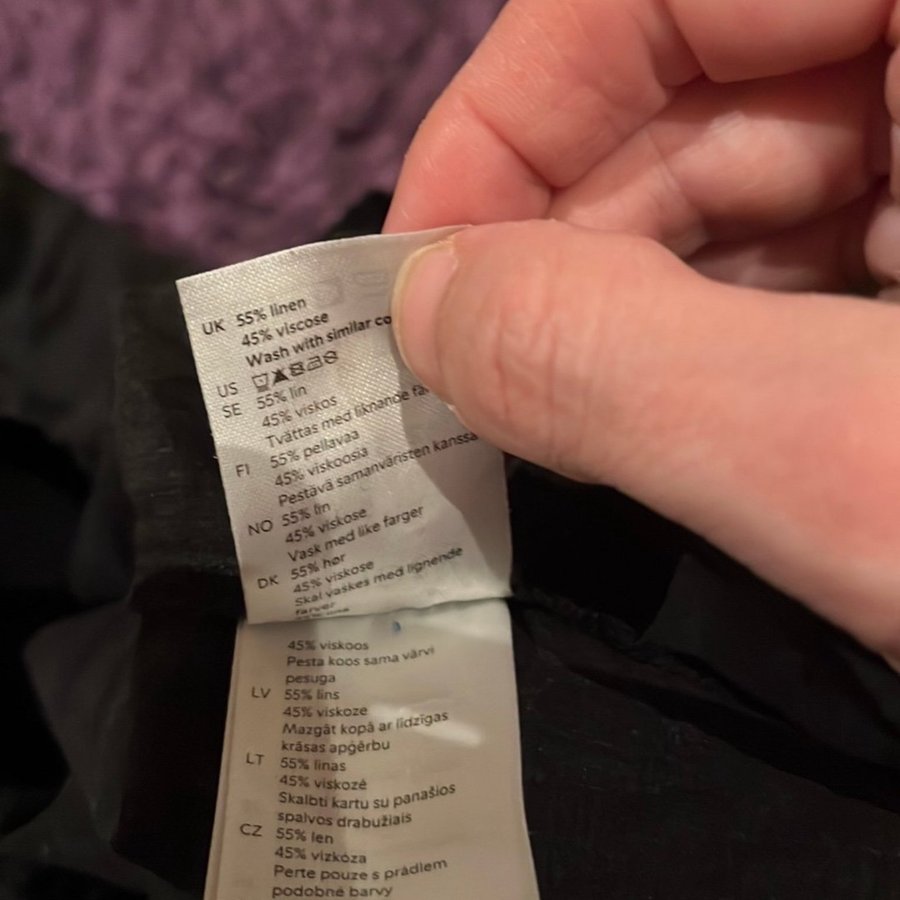 UK 55% linen
45% viscose
Wash with similar
US
SE 55% lin
45% viskos
Tvättas med liknande
FI 55% pellavaa
45% viskoosia
Pestävä samanväristen kanssa
NO 55% lin
45% viskose
Vask med like farger
DK 55% hør
45% viskose
Skal vaskes med lignende
farver
45% viskoos
Pesta koos sama värvi
pesuga
LV 55% lins
45% viskoze
Mazgāt kopā ar līdzīgas
krāsas apģērbu
LT 55% linas
45% viskozė
Skalbti kartu su panašios
spalvos drabužiais
CZ 55% len
45% vizkóza
Perte pouze s prádlem
podobné barvy